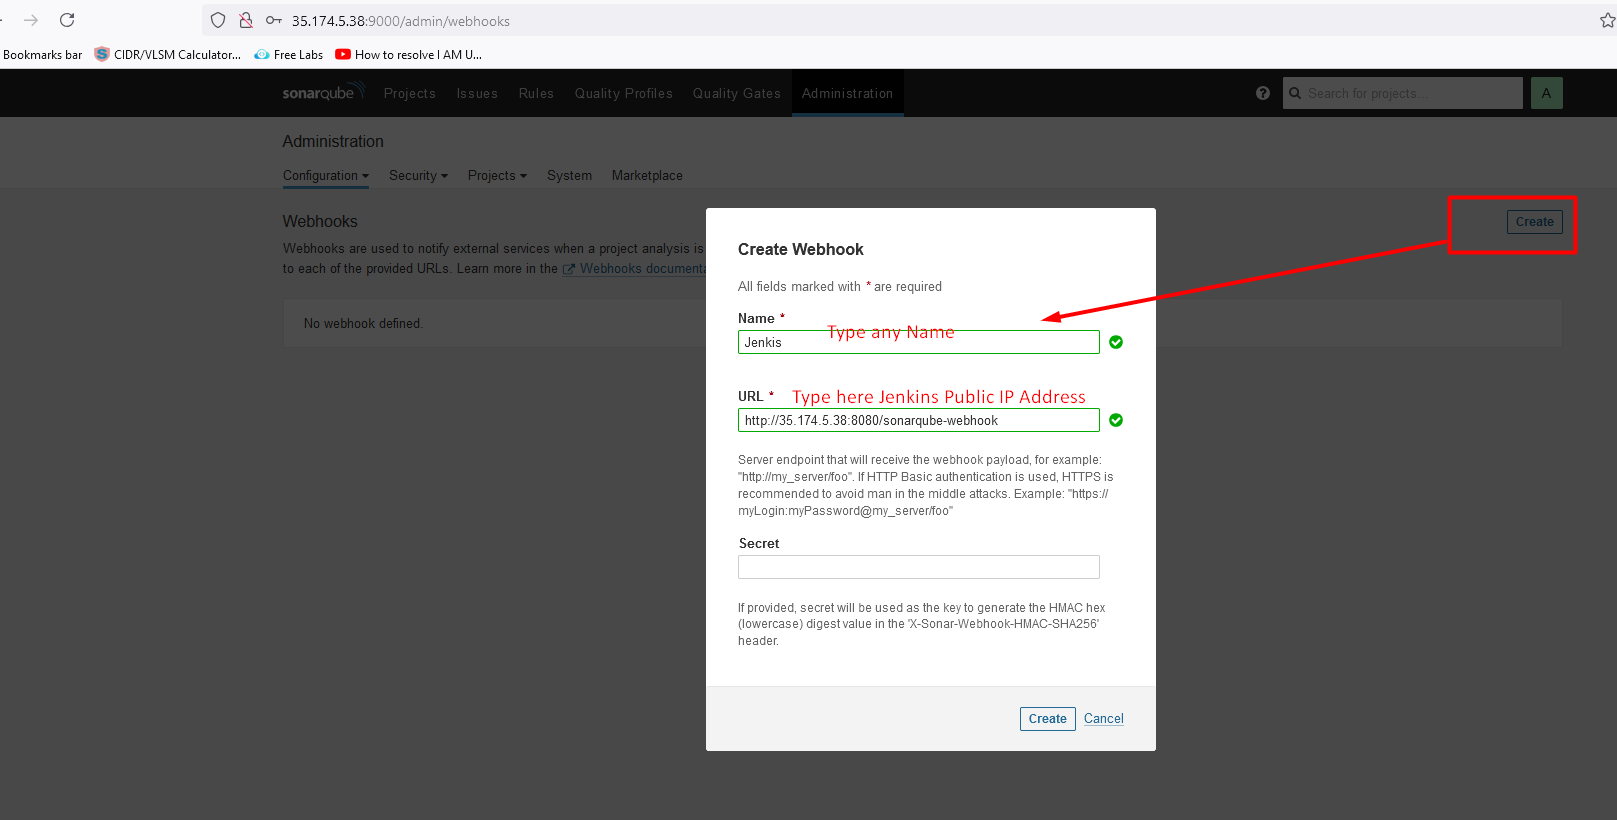 35.174.5.38:9000/admin/webhooks
Bookmarks bar CIDR/VLSM Calculator... Free Labs How to resolve I AM U...
sonarqube Projects Issues Rules Quality Profiles Quality Gates Administration ? Search for projects... A
Administration
Configuration Security Projects System Marketplace
Webhooks
Create
Webhooks are used to notify external services when a project analysis is
to each of the provided URLs. Learn more in the Webhooks documenta
No webhook defined.
Create Webhook
All fields marked with * are required
Name *
Type any Name
Jenkis
URL * Type here Jenkins Public IP Address
http://35.174.5.38:8080/sonarqube-webhook
Server endpoint that will receive the webhook payload, for example:
"http://my_server/foo". If HTTP Basic authentication is used, HTTPS is
recommended to avoid man in the middle attacks. Example: "https://
myLogin:myPassword@my_server/foo"
Secret
If provided, secret will be used as the key to generate the HMAC hex
(lowercase) digest value in the 'X-Sonar-Webhook-HMAC-SHA256'
header.
Create Cancel